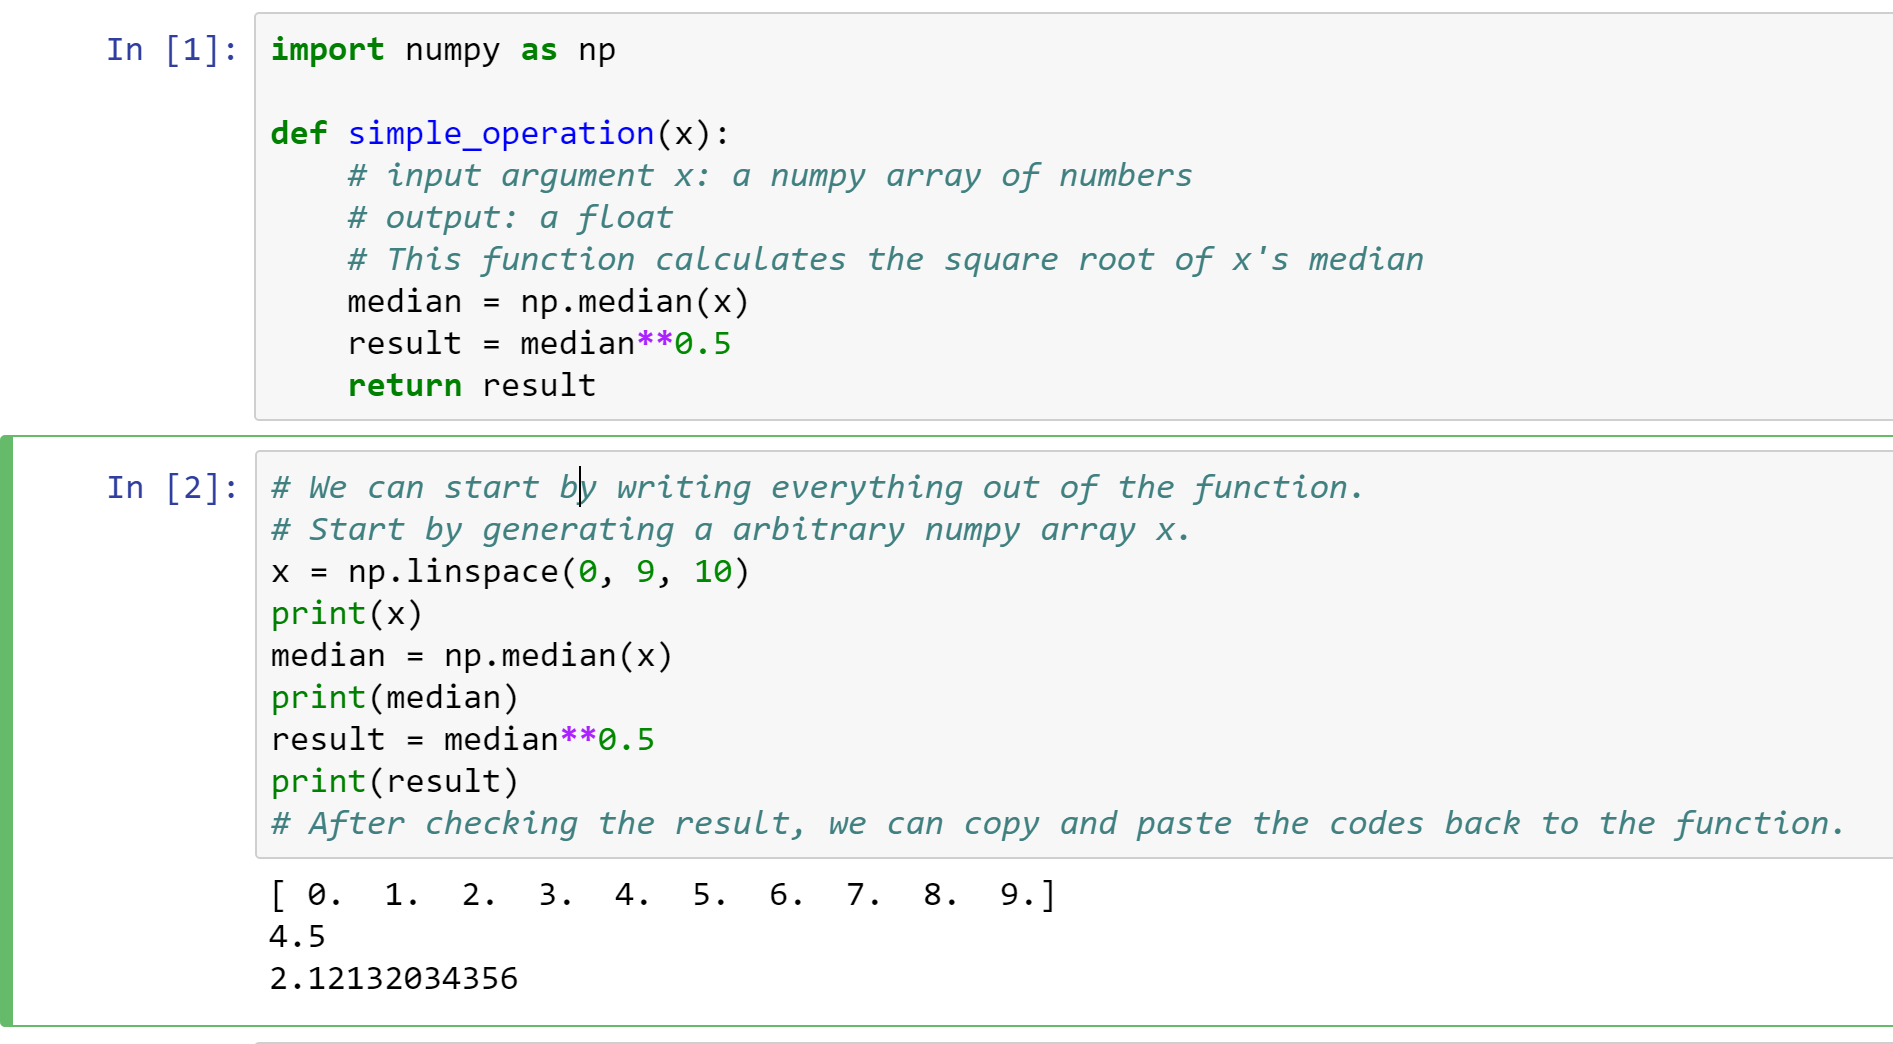 In [1]: import numpy as np
def simple_operation(x):
    # input argument x: a numpy array of numbers
    # output: a float
    # This function calculates the square root of x's median
    median = np.median(x)
    result = median**0.5
    return result
In [2]: # We can start by writing everything out of the function.
# Start by generating a arbitrary numpy array x.
x = np.linspace(0, 9, 10)
print(x)
median = np.median(x)
print(median)
result = median**0.5
print(result)
# After checking the result, we can copy and paste the codes back to the function.
[ 0.  1.  2.  3.  4.  5.  6.  7.  8.  9.]
4.5
2.12132034356